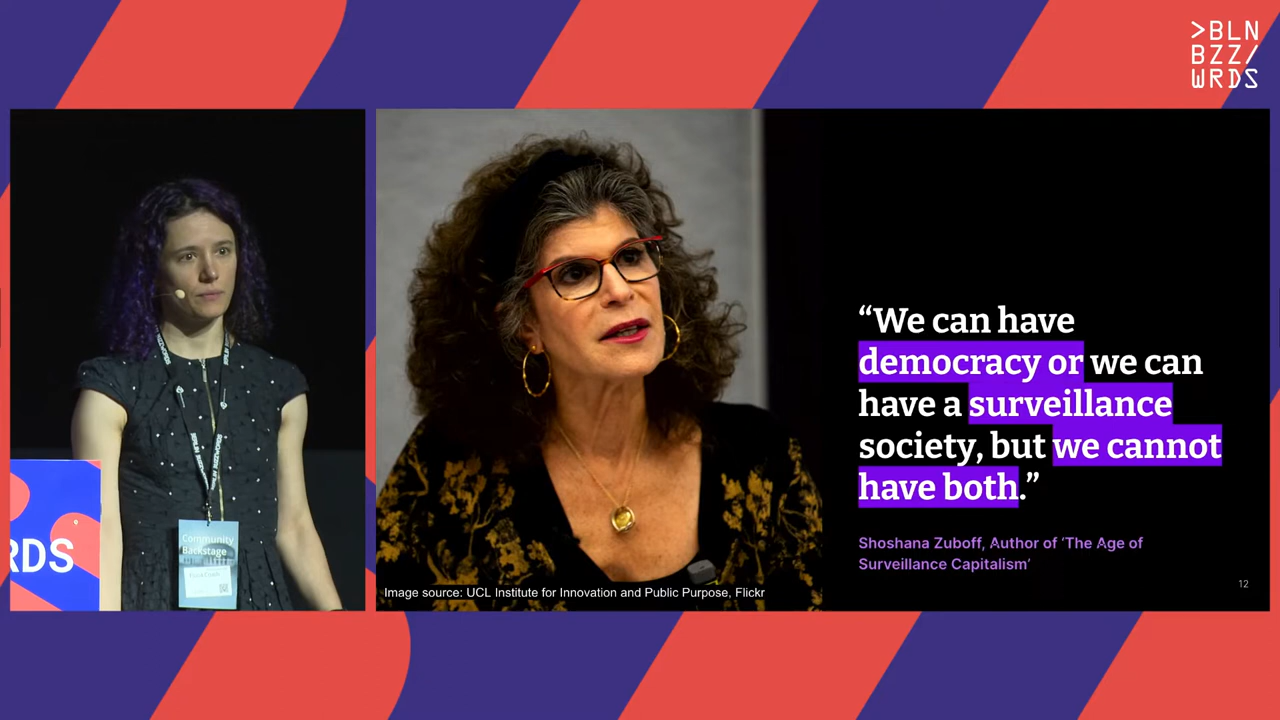 >BLN
BZZ/
WRDS
RDS
BERLIN BUZZWORDS
Community
Backstage
“We can have
democracy or we can
have a surveillance
society, but we cannot
have both.”
Shoshana Zuboff, Author of ‘The Age of
Surveillance Capitalism’
Image source: UCL Institute for Innovation and Public Purpose, Flickr
12